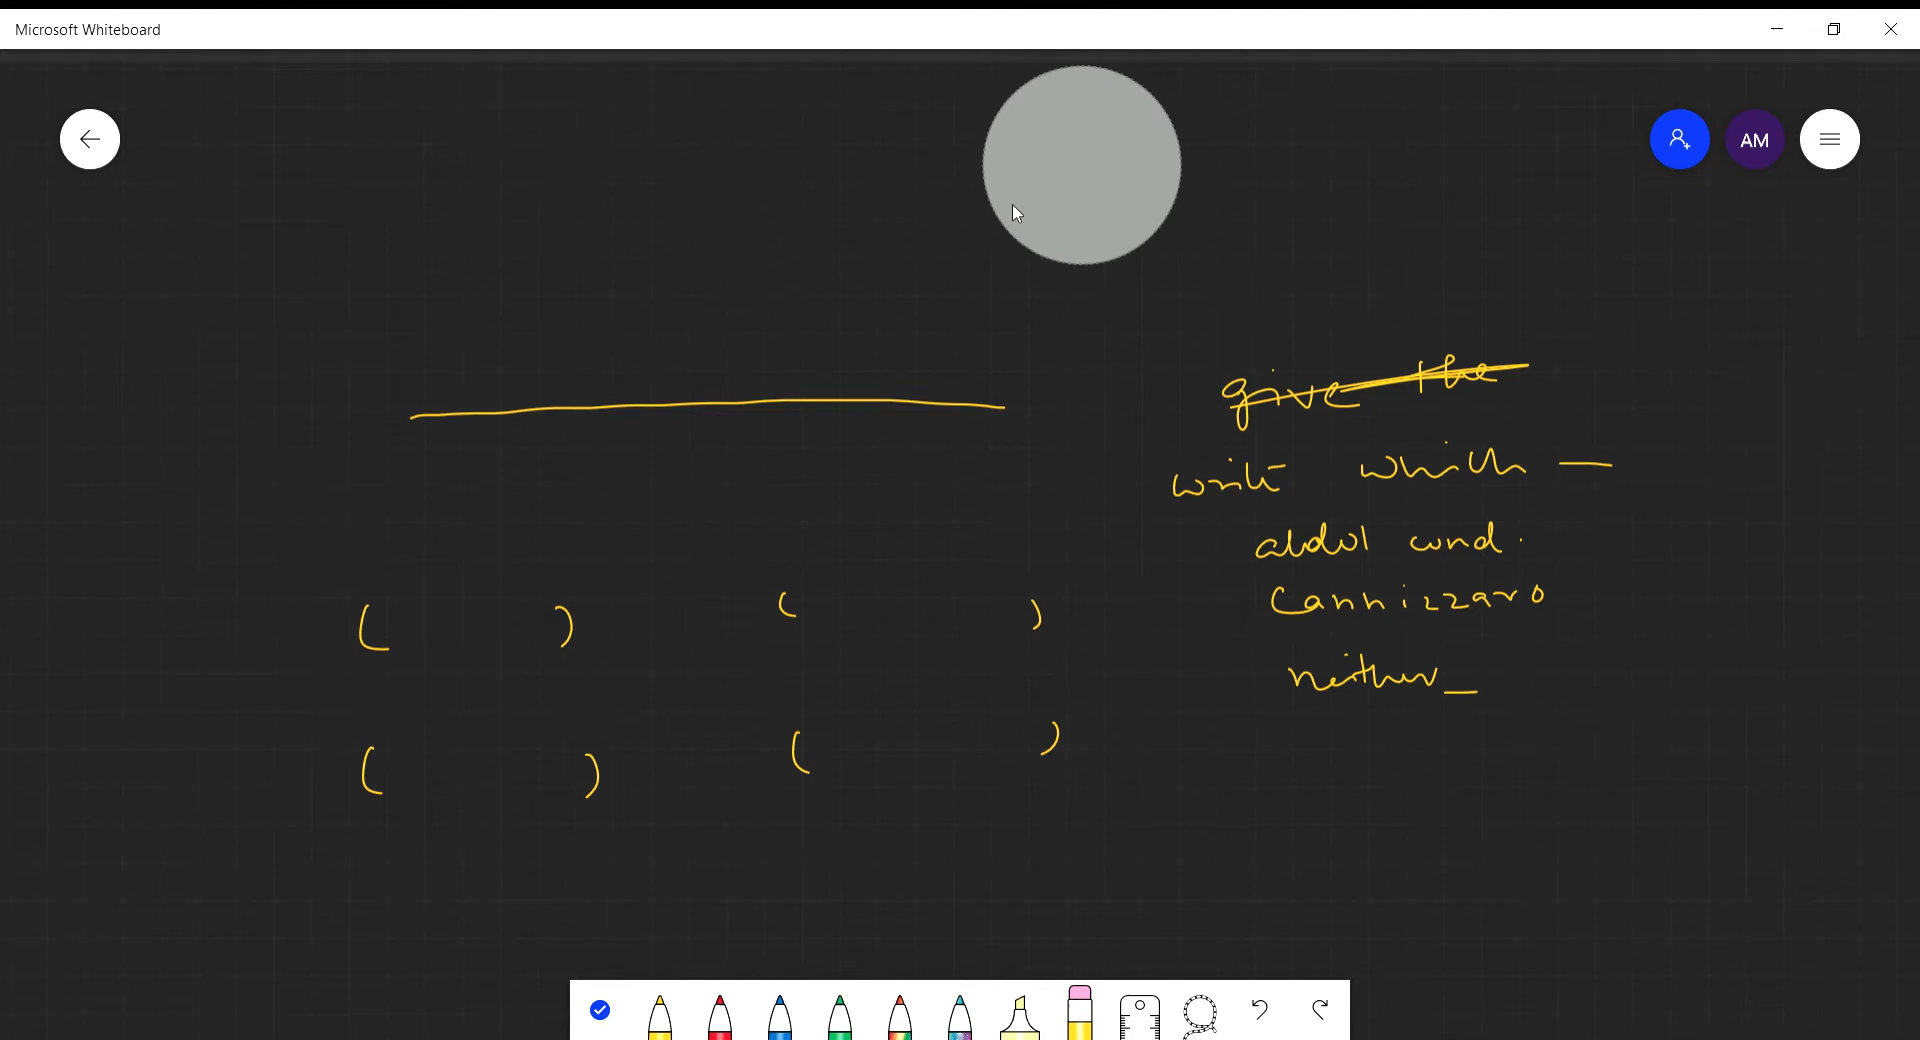 Microsoft Whiteboard
AM
give the
write which —
aldol cond.
Cannizzaro
neither _
( ) ( )
( ) ( )